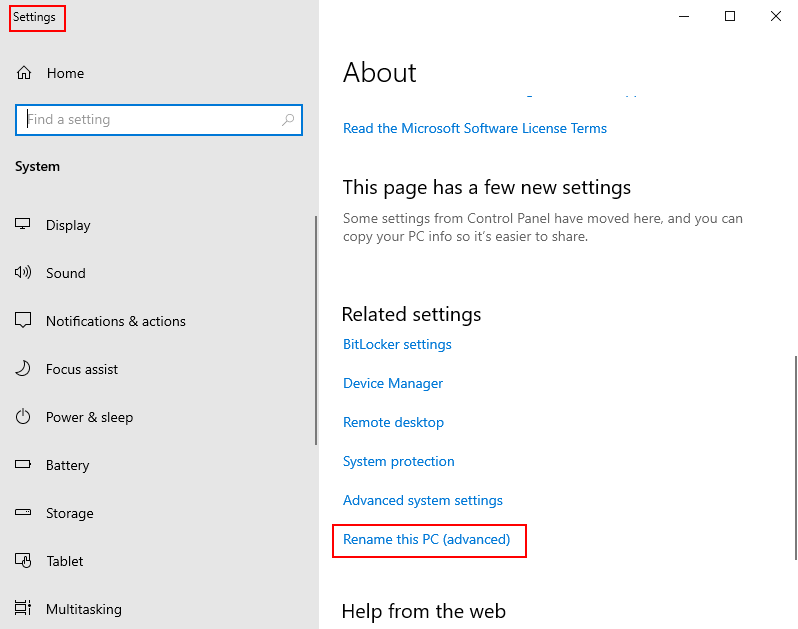 Settings
Home
Find a setting
System
Display
Sound
Notifications & actions
Focus assist
Power & sleep
Battery
Storage
Tablet
Multitasking
About
Read the Microsoft Software License Terms
This page has a few new settings
Some settings from Control Panel have moved here, and you can
copy your PC info so it's easier to share.
Related settings
BitLocker settings
Device Manager
Remote desktop
System protection
Advanced system settings
Rename this PC (advanced)
Help from the web